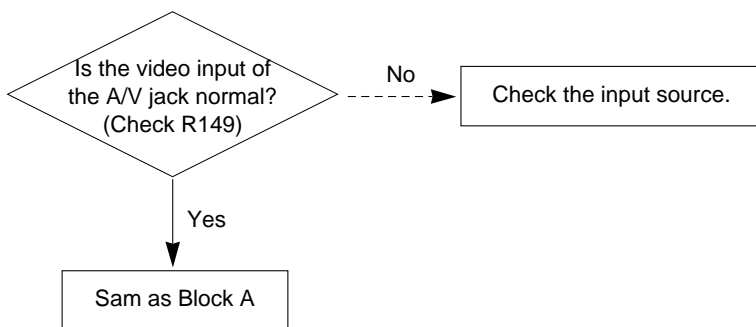 Is the video input of
the A/V jack normal?
(Check R149)
No
Check the input source.
Yes
Sam as Block A